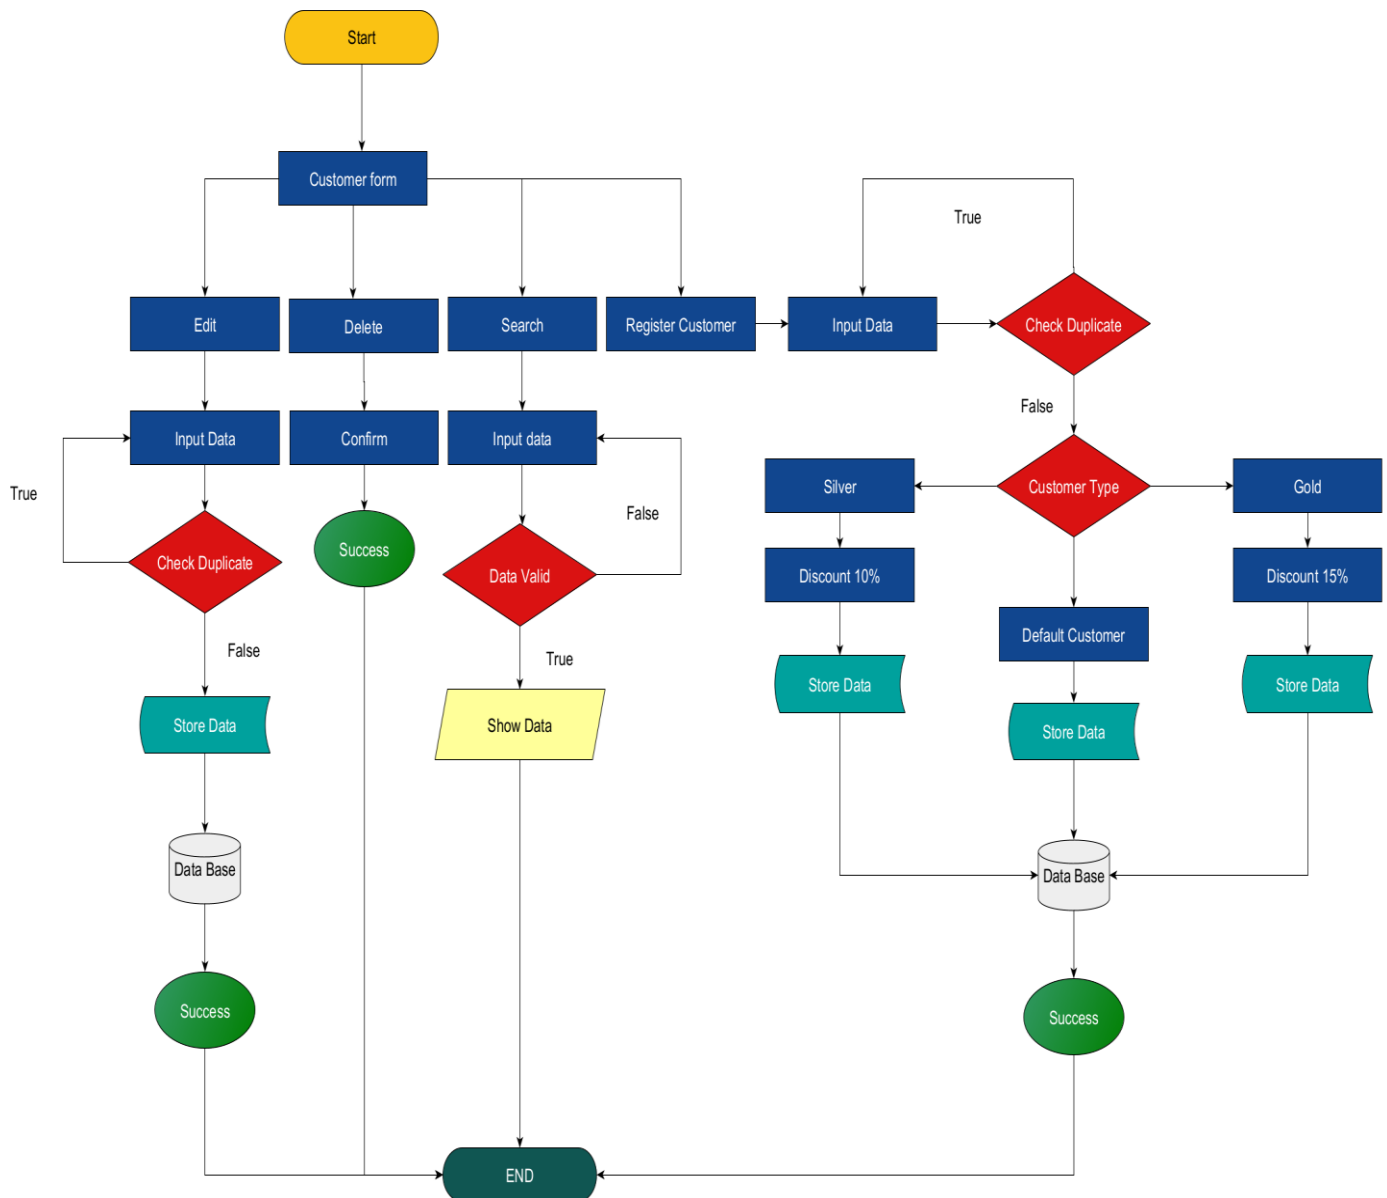 Start
Customer form
True
Edit
Delete
Search
Register Customer
Input Data
Check Duplicate
False
Input Data
Confirm
Input data
True
False
Silver
Customer Type
Gold
Check Duplicate
Success
Data Valid
Discount 10%
Discount 15%
Default Customer
False
True
Store Data
Store Data
Store Data
Show Data
Store Data
Data Base
Data Base
Success
Success
END